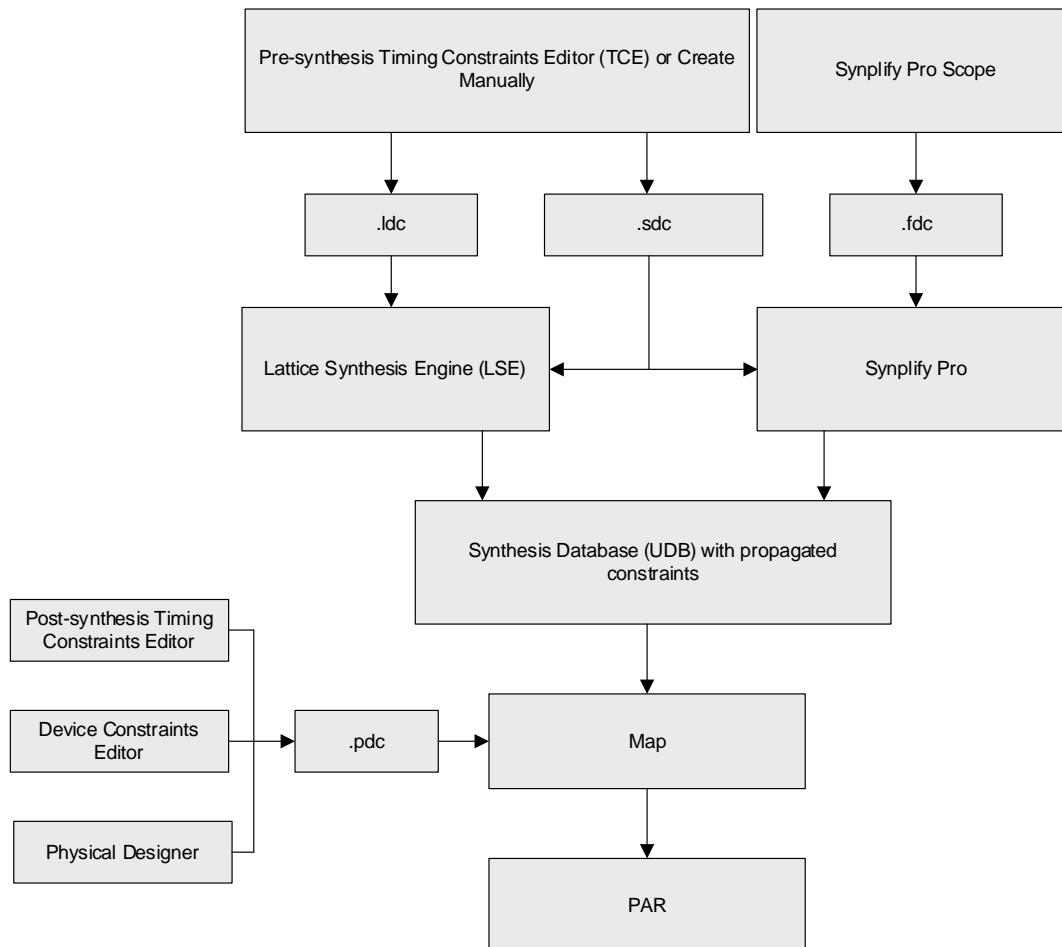 Pre-synthesis Timing Constraints Editor (TCE) or Create
Manually
Synplify Pro Scope
.ldc
.sdc
.fdc
Lattice Synthesis Engine (LSE)
Synplify Pro
Synthesis Database (UDB) with propagated
constraints
Post-synthesis Timing
Constraints Editor
Device Constraints
Editor
.pdc
Map
Physical Designer
PAR